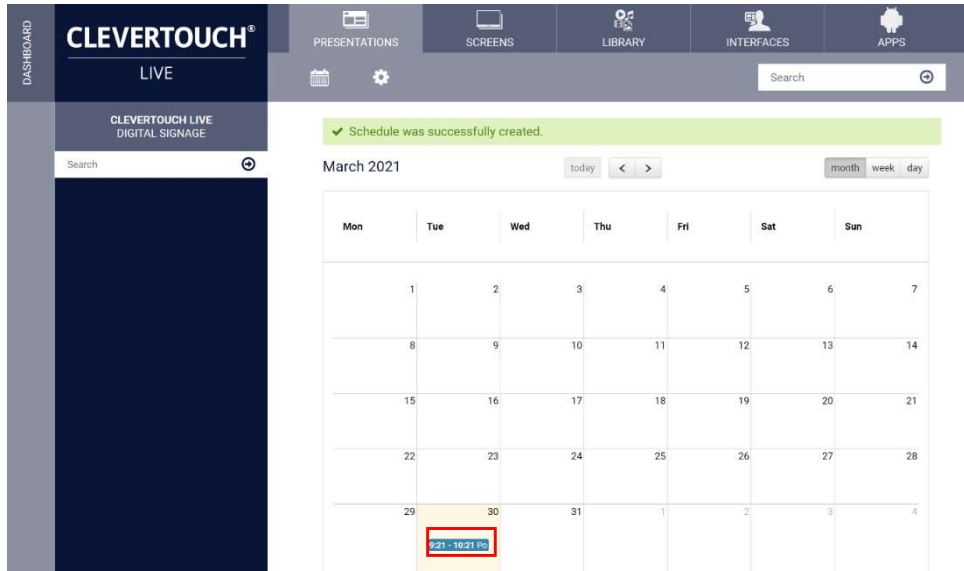 DASHBOARD
CLEVERTOUCH®
LIVE
PRESENTATIONS SCREENS LIBRARY INTERFACES APPS
Search
CLEVERTOUCH LIVE
DIGITAL SIGNAGE
Search
Schedule was successfully created.
March 2021 today month week day
Mon Tue Wed Thu Fri Sat Sun
1 2 3 4 5 6 7
8 9 10 11 12 13 14
15 16 17 18 19 20 21
22 23 24 25 26 27 28
29 30 31 1 2 3 4
9:21 - 10:21 Po